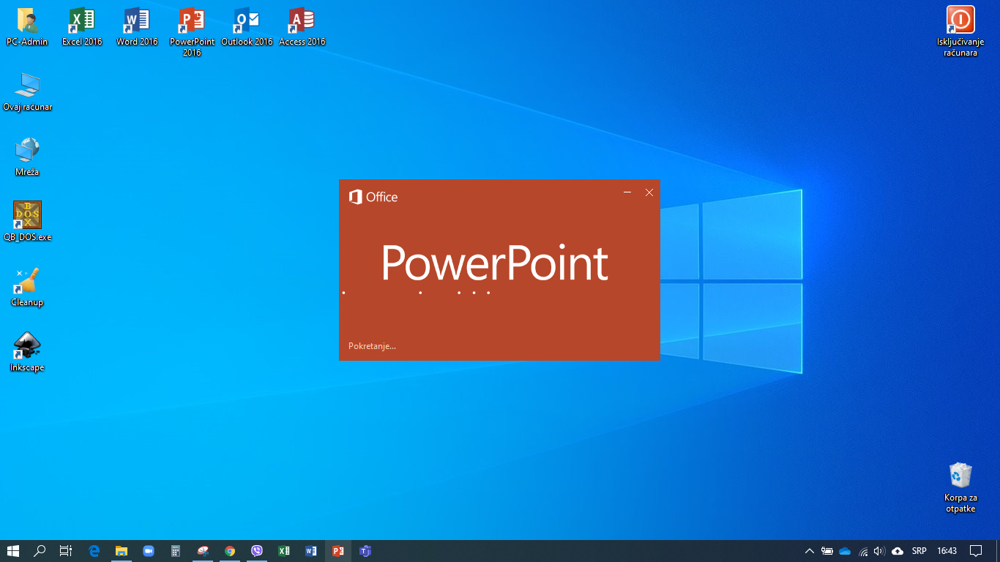 PC-Admin
Excel 2016
Word 2016
PowerPoint
2016
Outlook 2016
Access 2016
Isključivanje
računara
Ovaj računar
Mreža
B
DOS
X
QB_DOS.exe
Cleanup
Inkscape
Office
PowerPoint
Pokretanje...
Korpa za
otpatke
SRP
16:43